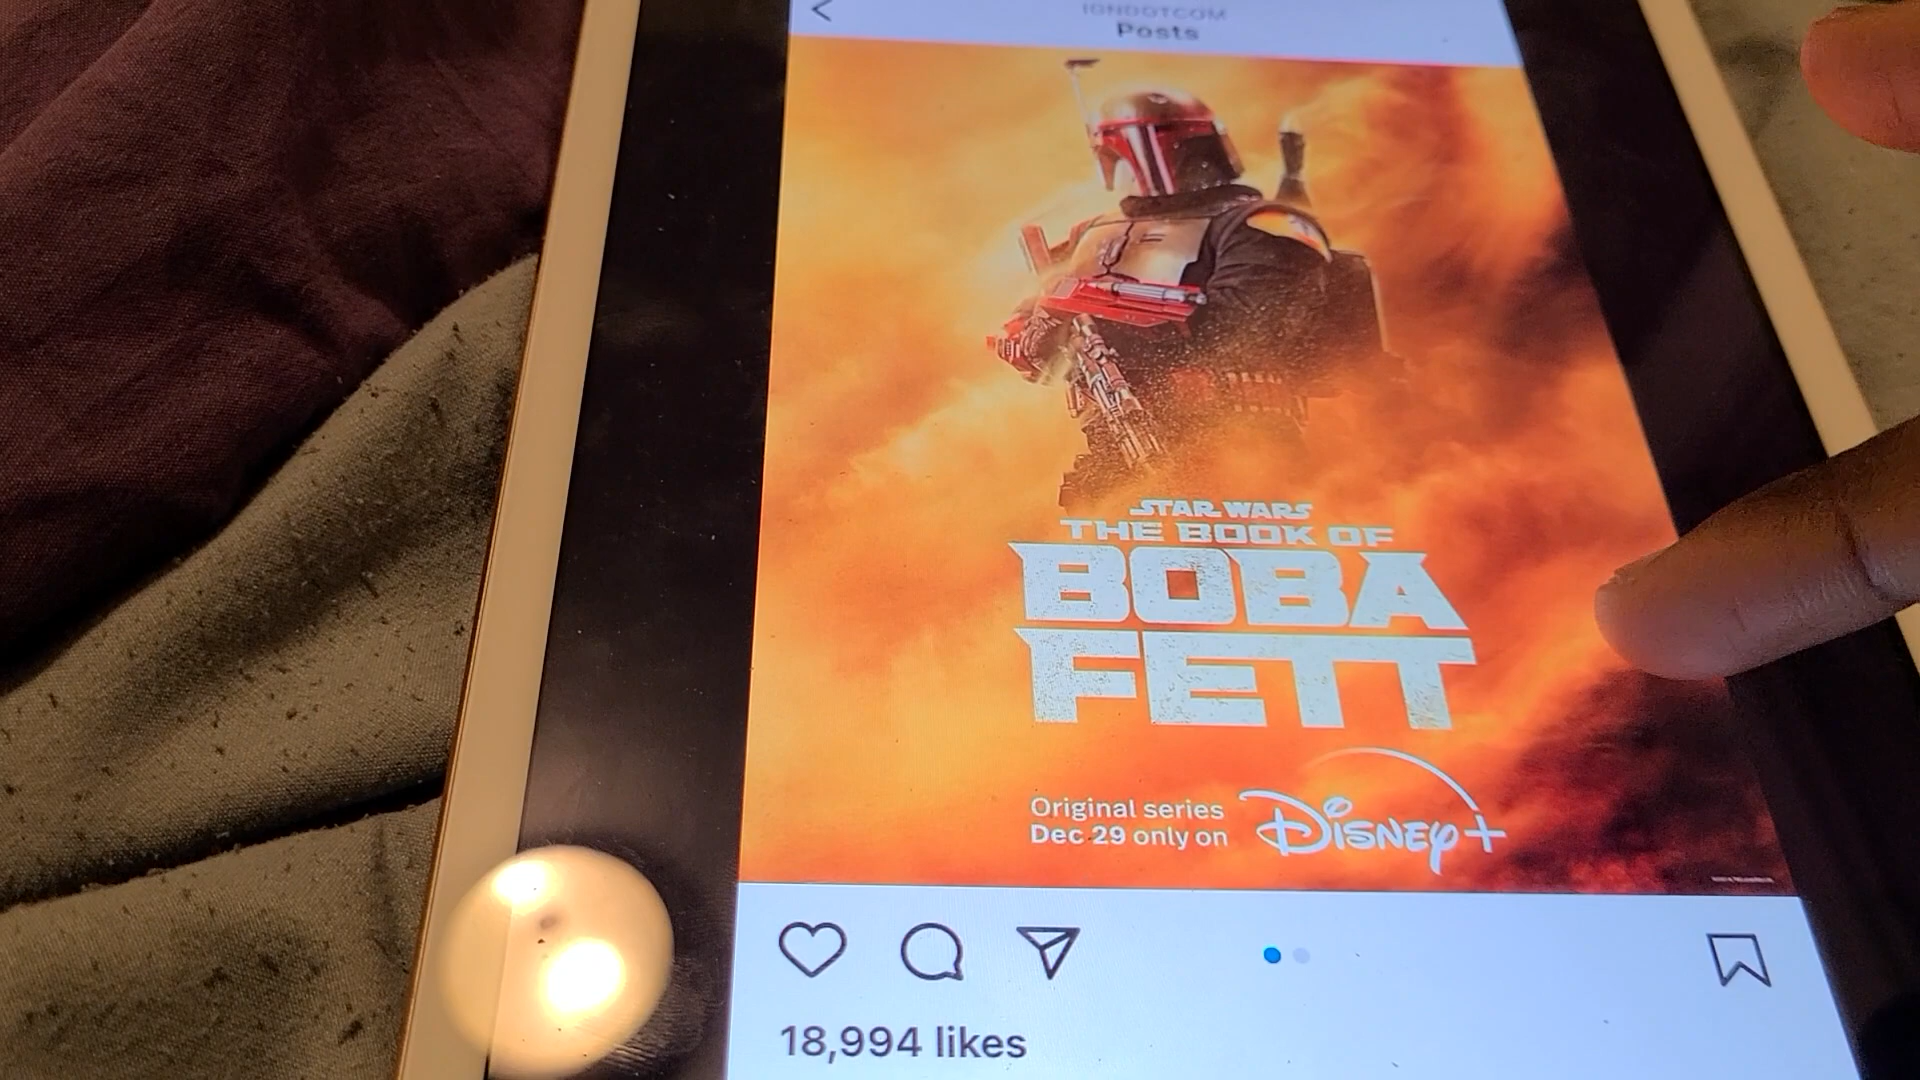 IGNDOTCOM
Posts
STAR WARS
THE BOOK OF
BOBA
FETT
Original series
Dec 29 only on
Disney+
18,994 likes